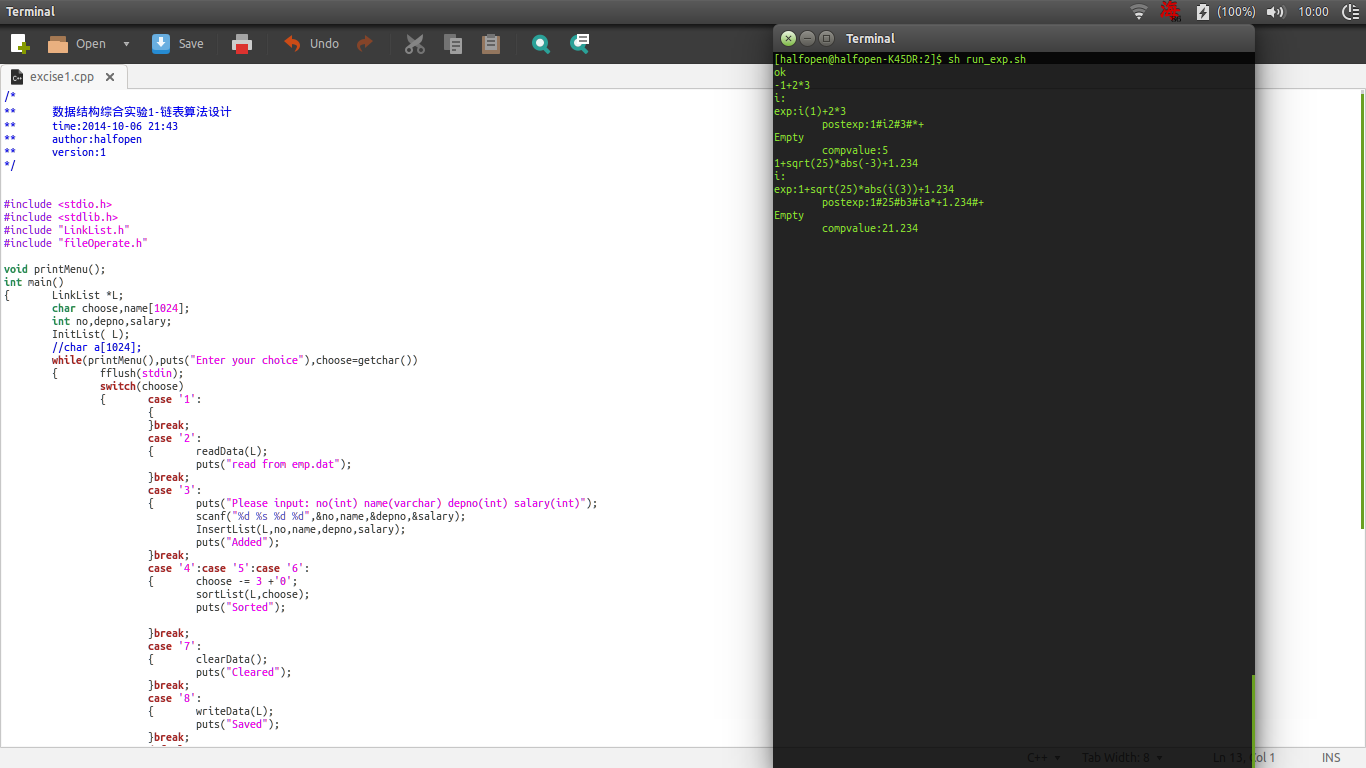 Terminal
(100%) 10:00
Open Save Undo
excise1.cpp
/*
** 数据结构综合实验1-链表算法设计
** time:2014-10-06 21:43
** author:halfopen
** version:1
*/
#include <stdio.h>
#include <stdlib.h>
#include "LinkList.h"
#include "fileOperate.h"
void printMenu();
int main()
{ LinkList *L;
char choose,name[1024];
int no,depno,salary;
InitList( L);
//char a[1024];
while(printMenu(),puts("Enter your choice"),choose=getchar())
{ fflush(stdin);
switch(choose)
{ case '1':
{
}break;
case '2':
{ readData(L);
puts("read from emp.dat");
}break;
case '3':
{ puts("Please input: no(int) name(varchar) depno(int) salary(int)");
scanf("%d %s %d %d",&no,name,&depno,&salary);
InsertList(L,no,name,depno,salary);
puts("Added");
}break;
case '4':case '5':case '6':
{ choose -= 3 +'0';
sortList(L,choose);
puts("Sorted");
}break;
case '7':
{ clearData();
puts("Cleared");
}break;
case '8':
{ writeData(L);
puts("Saved");
}break;
Terminal
[halfopen@halfopen-K45DR:2]$ sh run_exp.sh
ok
-1+2*3
i:
exp:i(1)+2*3
postexp:1#i2#3#*+
Empty
compvalue:5
1+sqrt(25)*abs(-3)+1.234
i:
exp:1+sqrt(25)*abs(i(3))+1.234
postexp:1#25#b3#ia*+1.234#+
Empty
compvalue:21.234
C++ Tab Width: 8 Ln 13, Col 1 INS